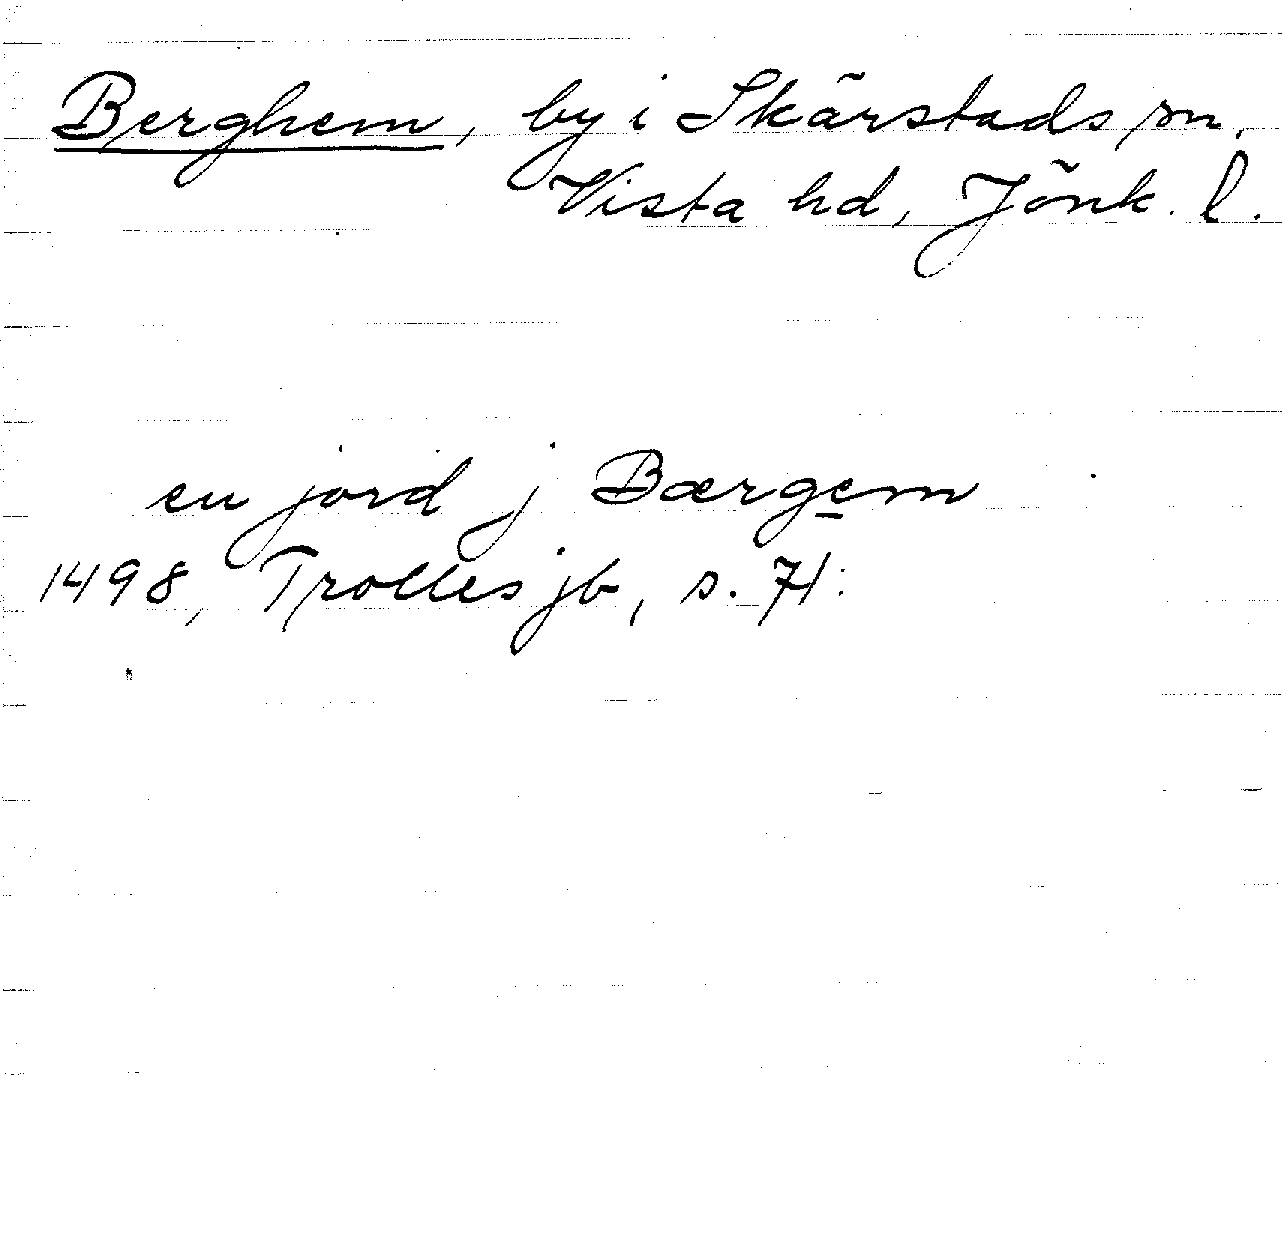 Berghem, by i Skärstads sn,
Vista hd, Jönk. l.
en jord j Bærgem
1498, Trolles jb, s. 71.